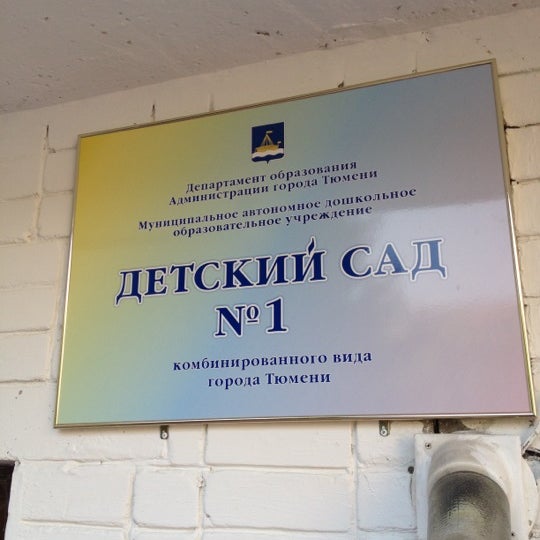 Департамент образования
Администрации города Тюмени
Муниципальное автономное дошкольное
образовательное учреждение
ДЕТСКИЙ САД
№1
комбинированного вида
города Тюмени